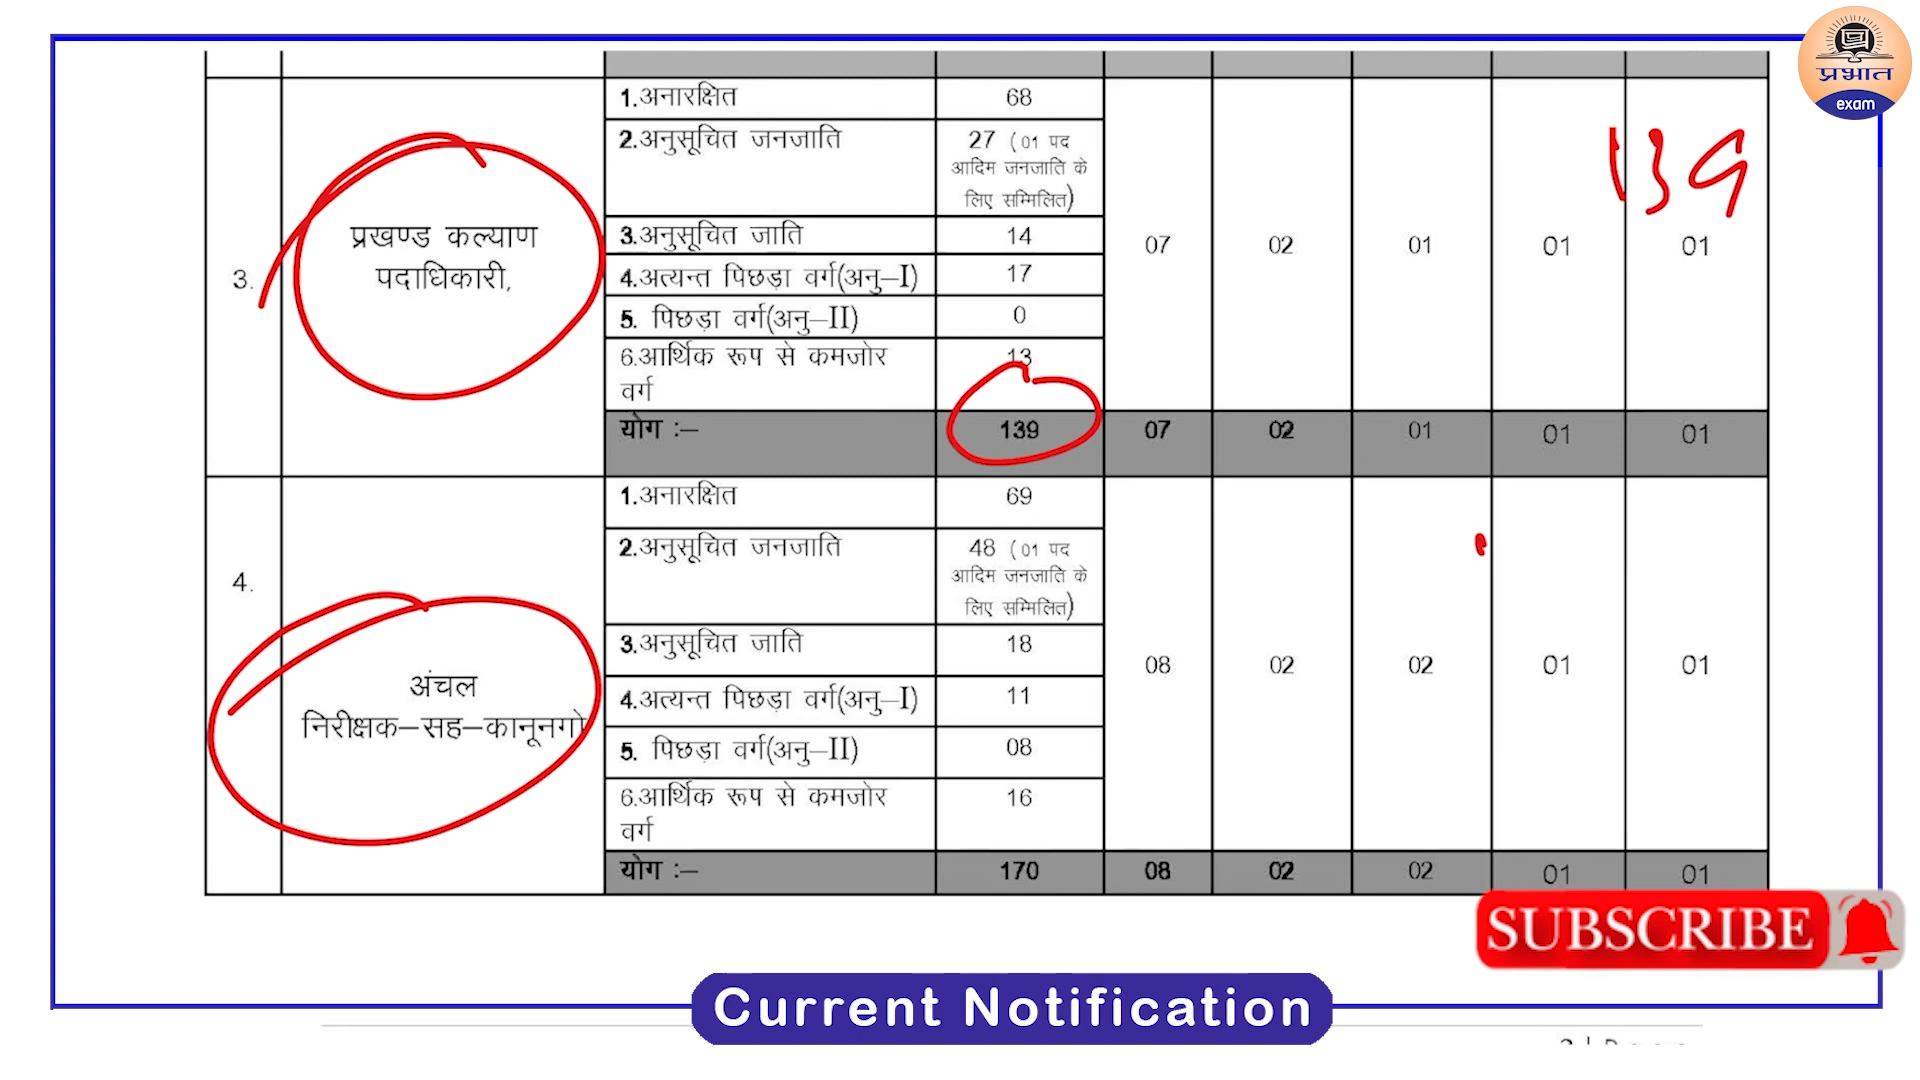 प्रभात
exam
139
3.
प्रखण्ड कल्याण
पदाधिकारी,
1.अनारक्षित 68
2.अनुसूचित जनजाति 27 (01 पद
आदिम जनजाति के
लिए सम्मिलित)
3.अनुसूचित जाति 14
4.अत्यन्त पिछड़ा वर्ग(अनु–I) 17
5. पिछड़ा वर्ग(अनु–II) 0
6.आर्थिक रूप से कमजोर 13
वर्ग
07 02 01 01 01
योग :– 139 07 02 01 01 01
4.
अंचल
निरीक्षक–सह–कानूनगो
1.अनारक्षित 69
2.अनुसूचित जनजाति 48 (01 पद
आदिम जनजाति के
लिए सम्मिलित)
3.अनुसूचित जाति 18
4.अत्यन्त पिछड़ा वर्ग(अनु–I) 11
5. पिछड़ा वर्ग(अनु–II) 08
6.आर्थिक रूप से कमजोर 16
वर्ग
08 02 02 01 01
योग :– 170 08 02 02 01 01
SUBSCRIBE
Current Notification